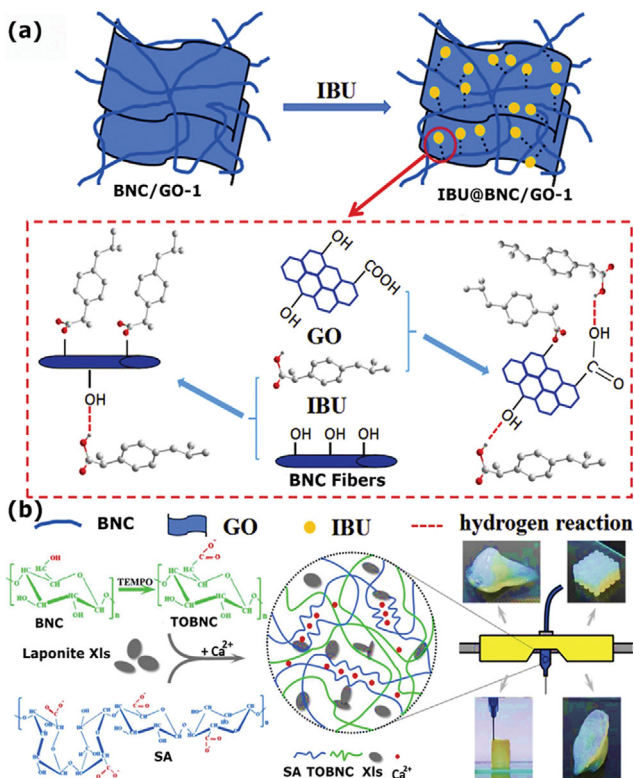 (a)
IBU
BNC/GO-1
IBU@BNC/GO-1
OH
COOH
OH
GO
OH
IBU
OH OH OH
BNC Fibers
OH
C
O
OH
(b)
BNC
GO
IBU
hydrogen reaction
BNC
TEMPO
TOBNC
Laponite Xls
+ Ca2+
SA
SA TOBNC Xls Ca2+